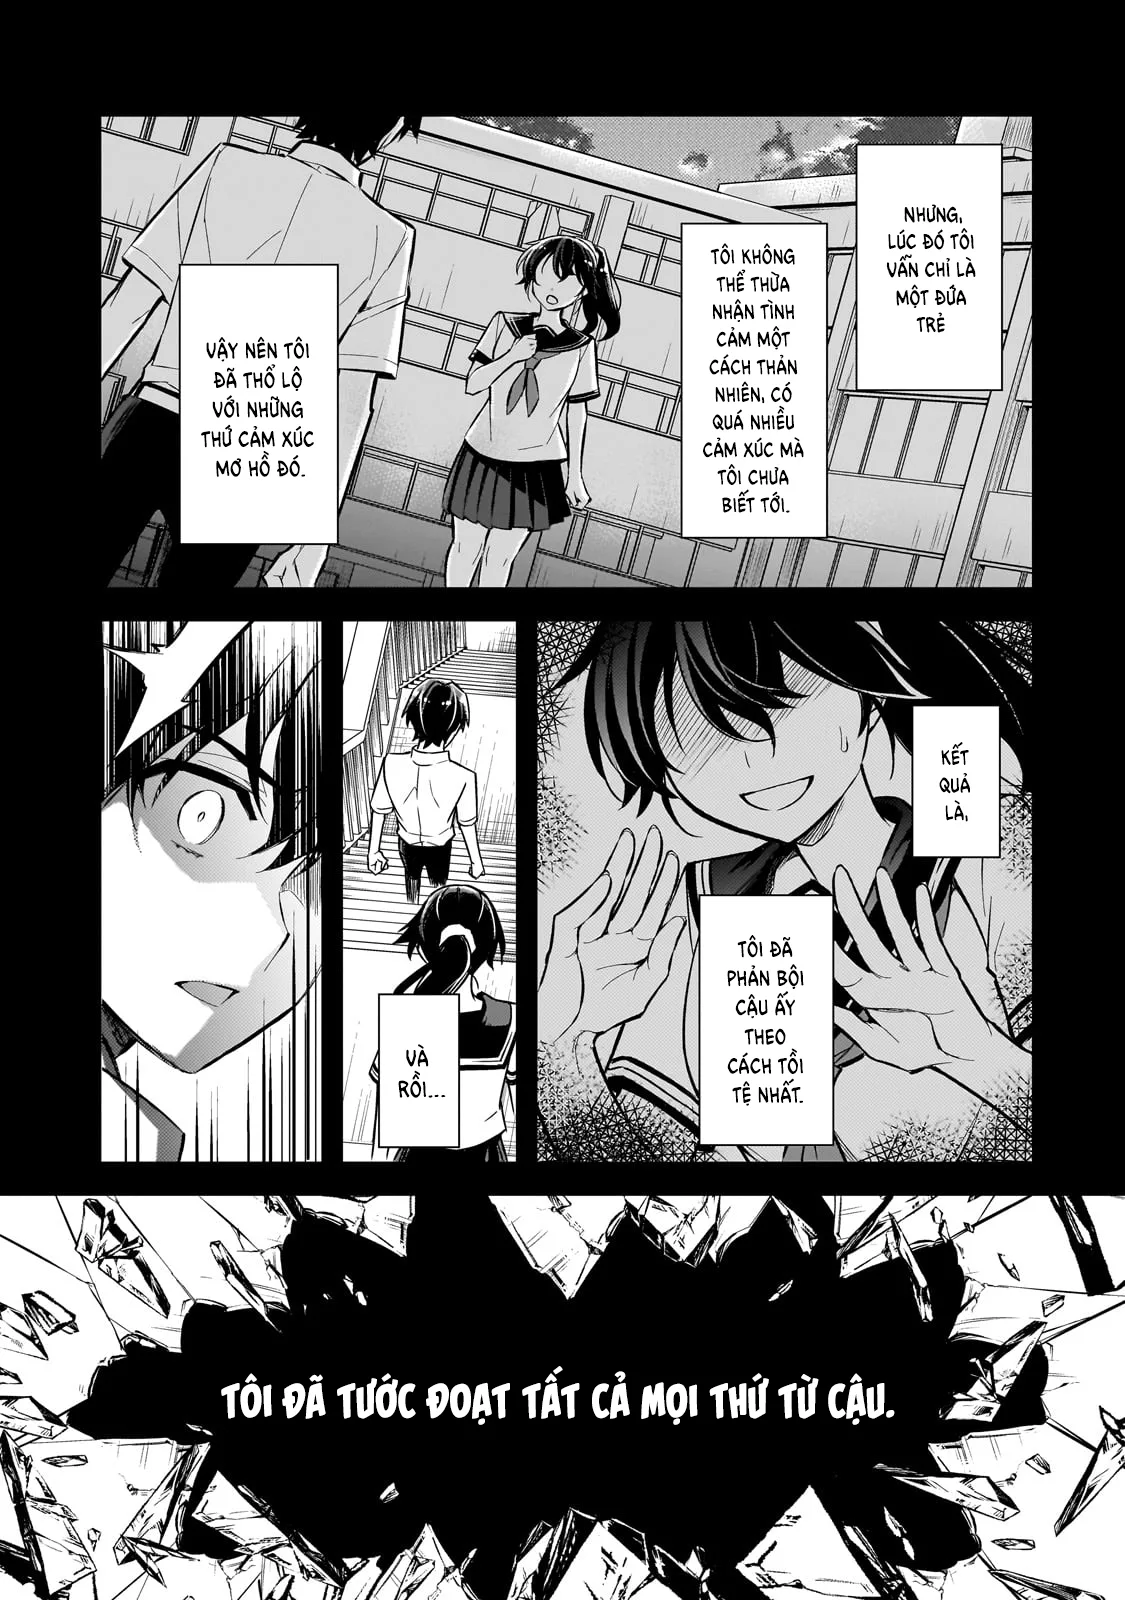 NHƯNG,
LÚC ĐÓ TÔI
VẪN CHỈ LÀ
MỘT ĐỨA
TRẺ
TÔI KHÔNG
THỂ THỪA
NHẬN TÌNH
CẢM MỘT
CÁCH THẢN
NHIÊN, CÓ
QUÁ NHIỀU
CẢM XÚC MÀ
TÔI CHƯA
BIẾT TỚI.
VẬY NÊN TÔI
ĐÃ THỔ LỘ
VỚI NHỮNG
THỨ CẢM XÚC
MƠ HỒ ĐÓ.
KẾT
QUẢ
LÀ,
TÔI ĐÃ
PHẢN BỘI
CẬU ẤY
THEO
CÁCH TỒI
TỆ NHẤT.
VÀ
RỒI...
TÔI ĐÃ TƯỚC ĐOẠT TẤT CẢ MỌI THỨ TỪ CẬU.